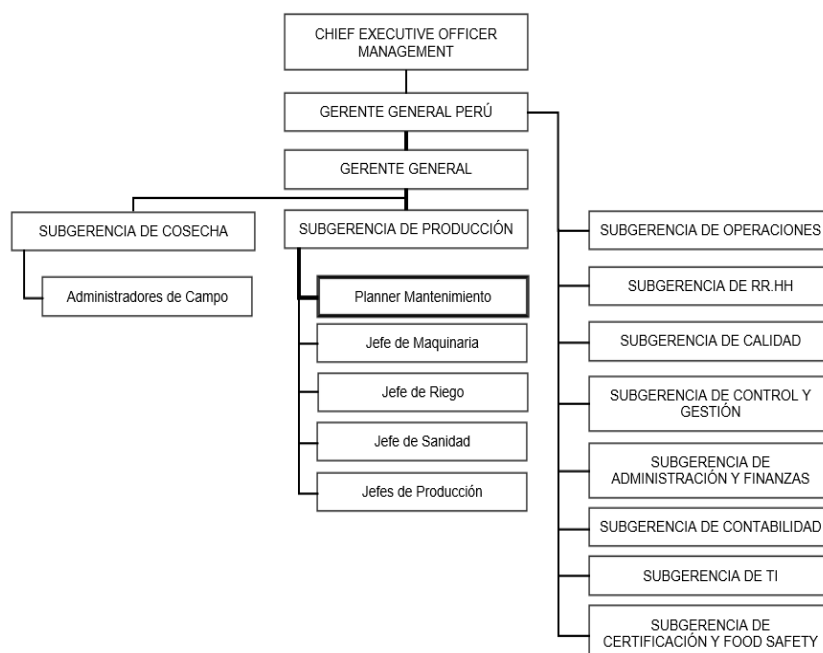 CHIEF EXECUTIVE OFFICER
MANAGEMENT
GERENTE GENERAL PERÚ
GERENTE GENERAL
SUBGERENCIA DE COSECHA
Administradores de Campo
SUBGERENCIA DE PRODUCCIÓN
Planner Mantenimiento
Jefe de Maquinaria
Jefe de Riego
Jefe de Sanidad
Jefes de Producción
SUBGERENCIA DE OPERACIONES
SUBGERENCIA DE RR.HH
SUBGERENCIA DE CALIDAD
SUBGERENCIA DE CONTROL Y
GESTIÓN
SUBGERENCIA DE
ADMINISTRACIÓN Y FINANZAS
SUBGERENCIA DE CONTABILIDAD
SUBGERENCIA DE TI
SUBGERENCIA DE
CERTIFICACIÓN Y FOOD SAFETY